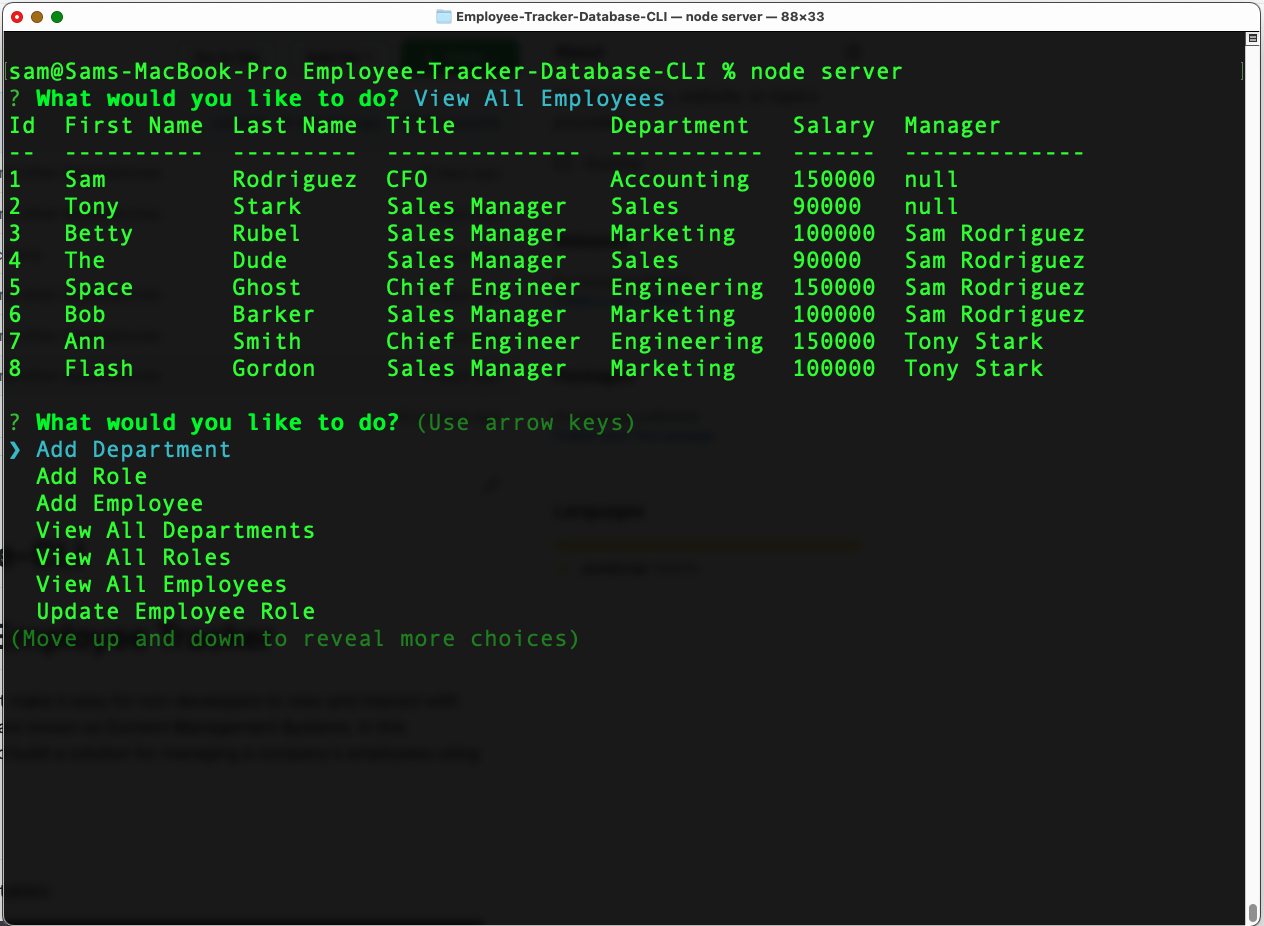 Employee-Tracker-Database-CLI — node server — 88×33
sam@Sams-MacBook-Pro Employee-Tracker-Database-CLI % node server
? What would you like to do? View All Employees
Id  First Name  Last Name  Title           Department   Salary  Manager
--  ----------  ---------  --------------  -----------  ------  -------------
1   Sam         Rodriguez  CFO             Accounting   150000  null
2   Tony        Stark      Sales Manager   Sales        90000   null
3   Betty       Rubel      Sales Manager   Marketing    100000  Sam Rodriguez
4   The         Dude       Sales Manager   Sales        90000   Sam Rodriguez
5   Space       Ghost      Chief Engineer  Engineering  150000  Sam Rodriguez
6   Bob         Barker     Sales Manager   Marketing    100000  Sam Rodriguez
7   Ann         Smith      Chief Engineer  Engineering  150000  Tony Stark
8   Flash       Gordon     Sales Manager   Marketing    100000  Tony Stark
? What would you like to do? (Use arrow keys)
❯ Add Department
Add Role
Add Employee
View All Departments
View All Roles
View All Employees
Update Employee Role
(Move up and down to reveal more choices)